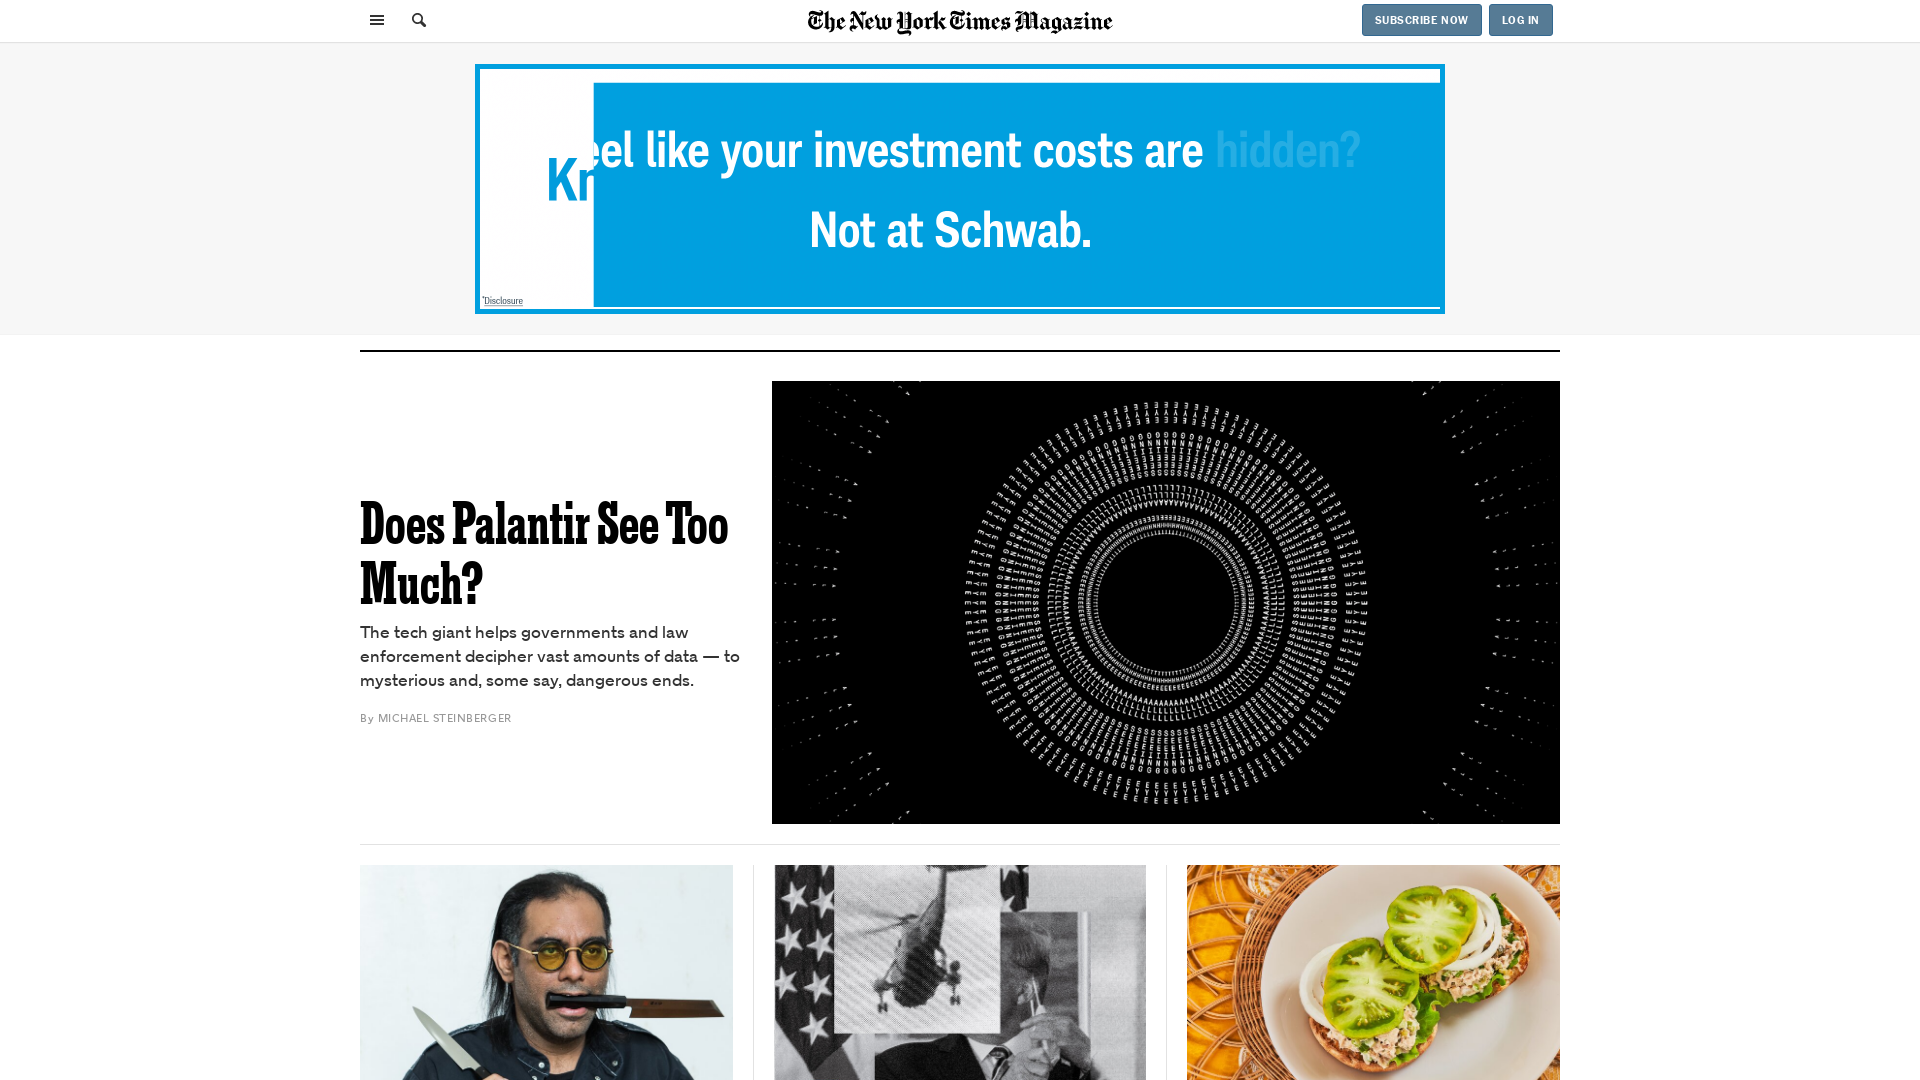 The New York Times Magazine
SUBSCRIBE NOW
LOG IN
eel like your investment costs are hidden?
Kr
Not at Schwab.
*Disclosure
Does Palantir See Too
Much?
The tech giant helps governments and law
enforcement decipher vast amounts of data — to
mysterious and, some say, dangerous ends.
By MICHAEL STEINBERGER